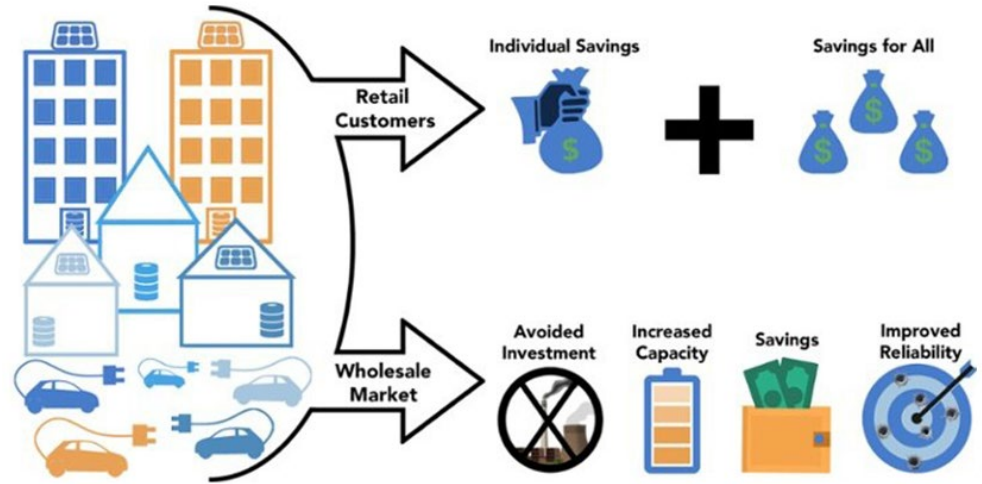 Individual Savings
Savings for All
Retail
Customers
$
$
$
$
Avoided
Investment
Increased
Capacity
Savings
Improved
Reliability
Wholesale
Market